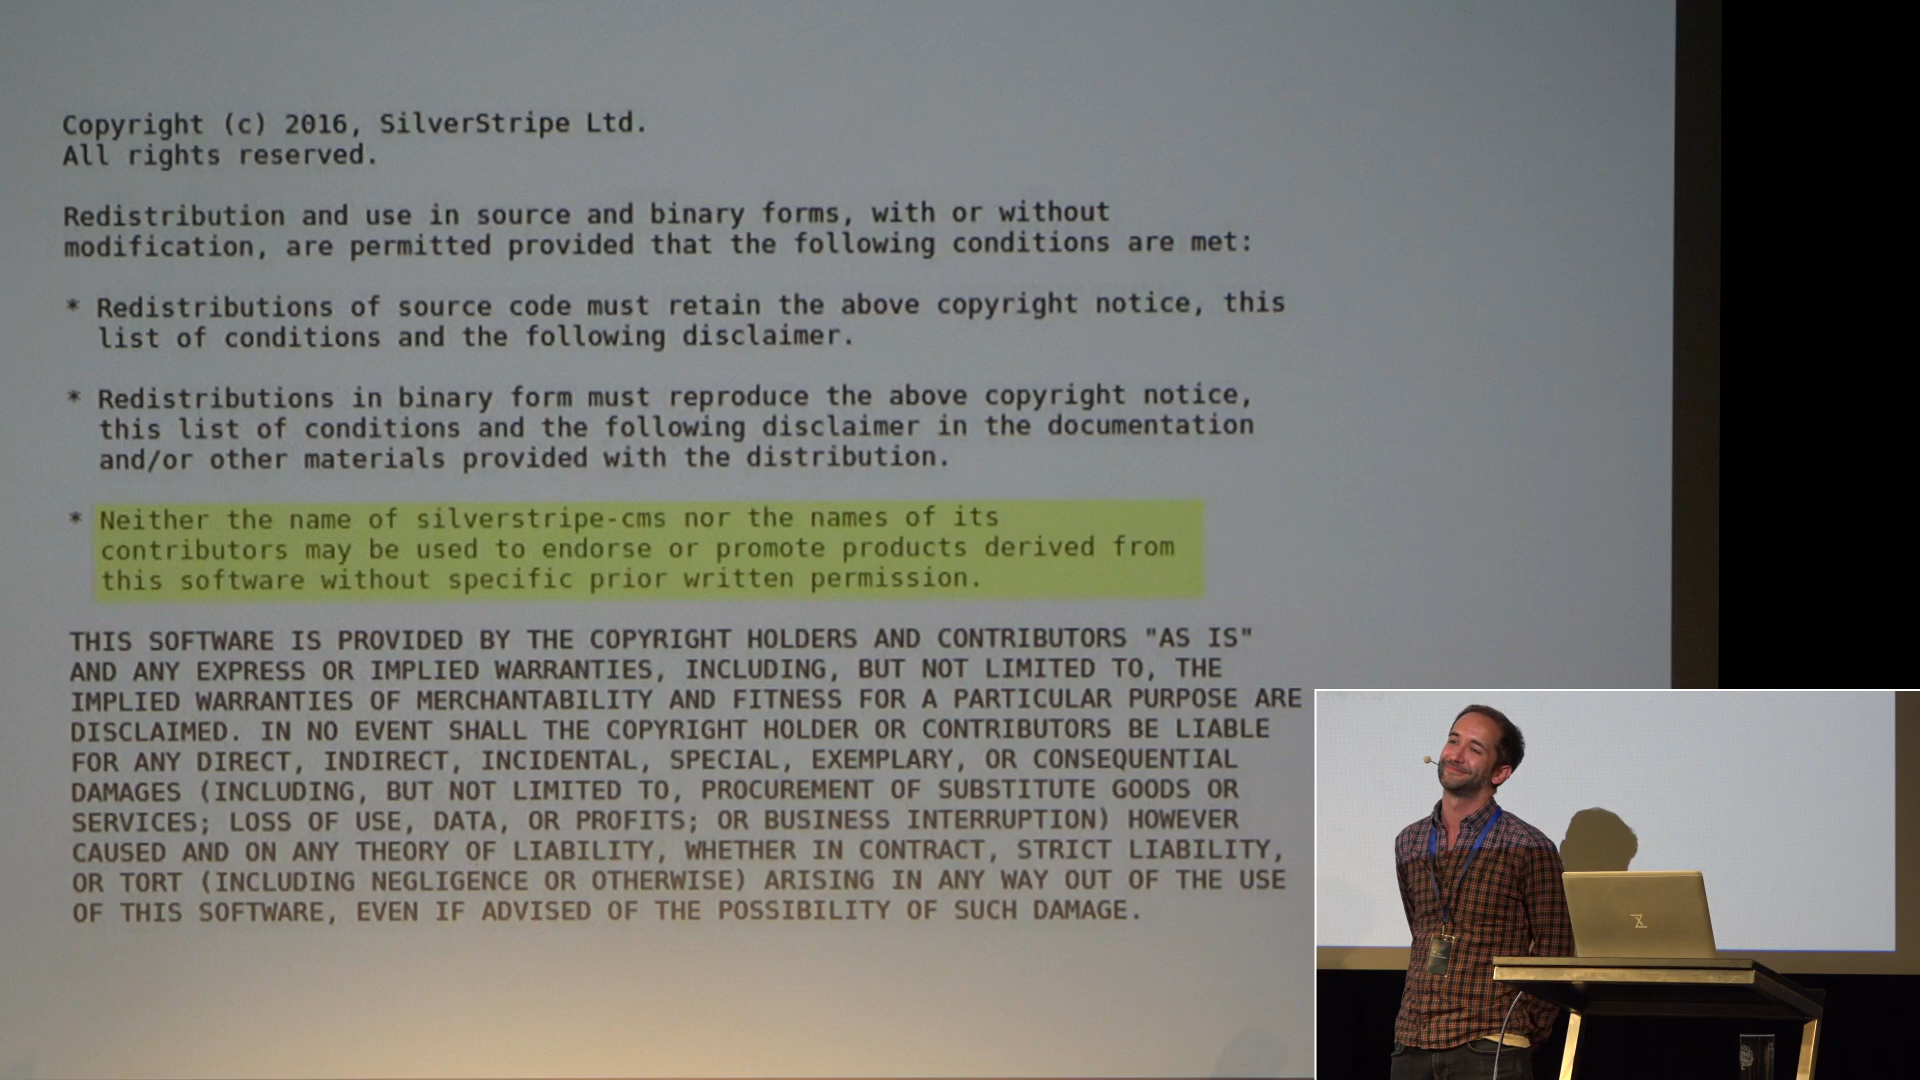 Copyright (c) 2016, SilverStripe Ltd.
All rights reserved.
Redistribution and use in source and binary forms, with or without
modification, are permitted provided that the following conditions are met:
* Redistributions of source code must retain the above copyright notice, this
list of conditions and the following disclaimer.
* Redistributions in binary form must reproduce the above copyright notice,
this list of conditions and the following disclaimer in the documentation
and/or other materials provided with the distribution.
* Neither the name of silverstripe-cms nor the names of its
contributors may be used to endorse or promote products derived from
this software without specific prior written permission.
THIS SOFTWARE IS PROVIDED BY THE COPYRIGHT HOLDERS AND CONTRIBUTORS "AS IS"
AND ANY EXPRESS OR IMPLIED WARRANTIES, INCLUDING, BUT NOT LIMITED TO, THE
IMPLIED WARRANTIES OF MERCHANTABILITY AND FITNESS FOR A PARTICULAR PURPOSE ARE
DISCLAIMED. IN NO EVENT SHALL THE COPYRIGHT HOLDER OR CONTRIBUTORS BE LIABLE
FOR ANY DIRECT, INDIRECT, INCIDENTAL, SPECIAL, EXEMPLARY, OR CONSEQUENTIAL
DAMAGES (INCLUDING, BUT NOT LIMITED TO, PROCUREMENT OF SUBSTITUTE GOODS OR
SERVICES; LOSS OF USE, DATA, OR PROFITS; OR BUSINESS INTERRUPTION) HOWEVER
CAUSED AND ON ANY THEORY OF LIABILITY, WHETHER IN CONTRACT, STRICT LIABILITY,
OR TORT (INCLUDING NEGLIGENCE OR OTHERWISE) ARISING IN ANY WAY OUT OF THE USE
OF THIS SOFTWARE, EVEN IF ADVISED OF THE POSSIBILITY OF SUCH DAMAGE.